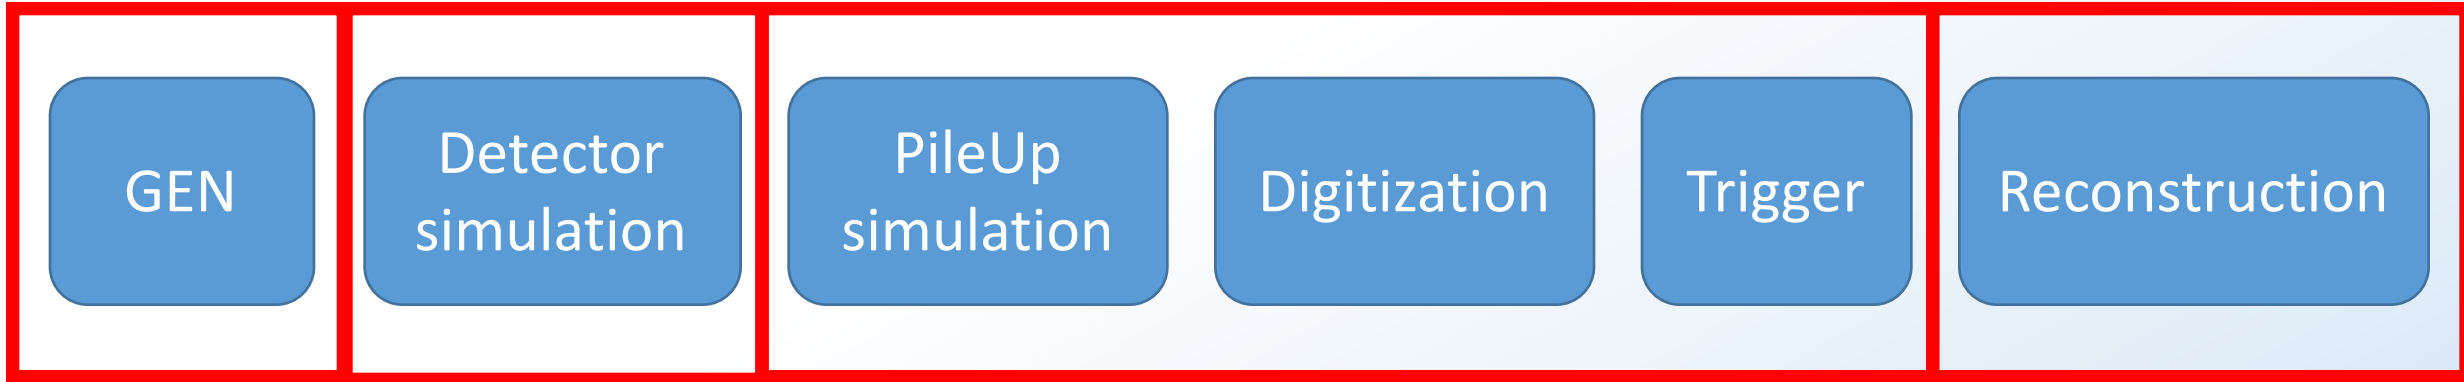 GEN
Detector
simulation
PileUp
simulation
Digitization
Trigger
Reconstruction